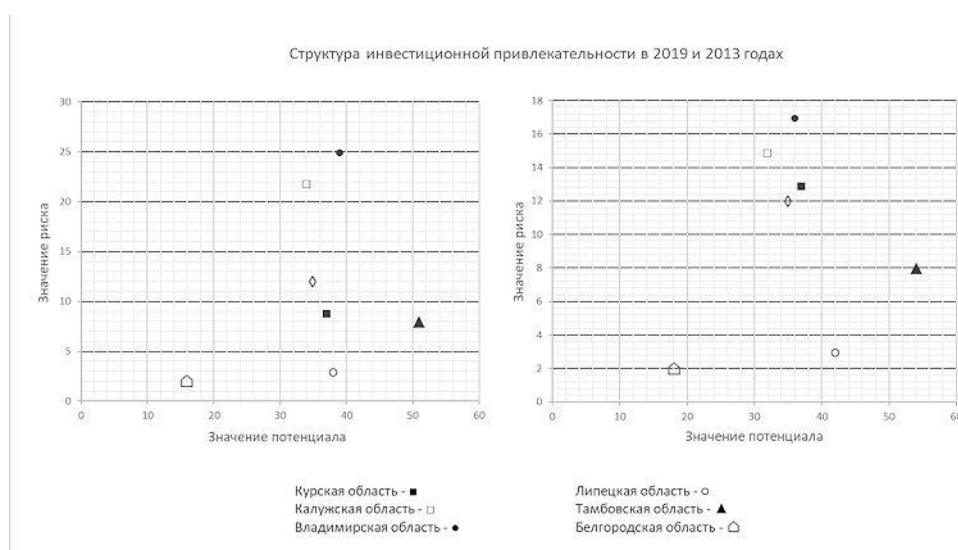 Структура инвестиционной привлекательности в 2019 и 2013 годах
Значение риска
30
25
20
15
10
5
0
0 10 20 30 40 50 60
Значение потенциала
Значение риска
18
16
14
12
10
8
6
4
2
0
0 10 20 30 40 50 60
Значение потенциала
Курская область - ■
Калужская область - □
Владимирская область - ●
Липецкая область - ○
Тамбовская область - ▲
Белгородская область - ⌂